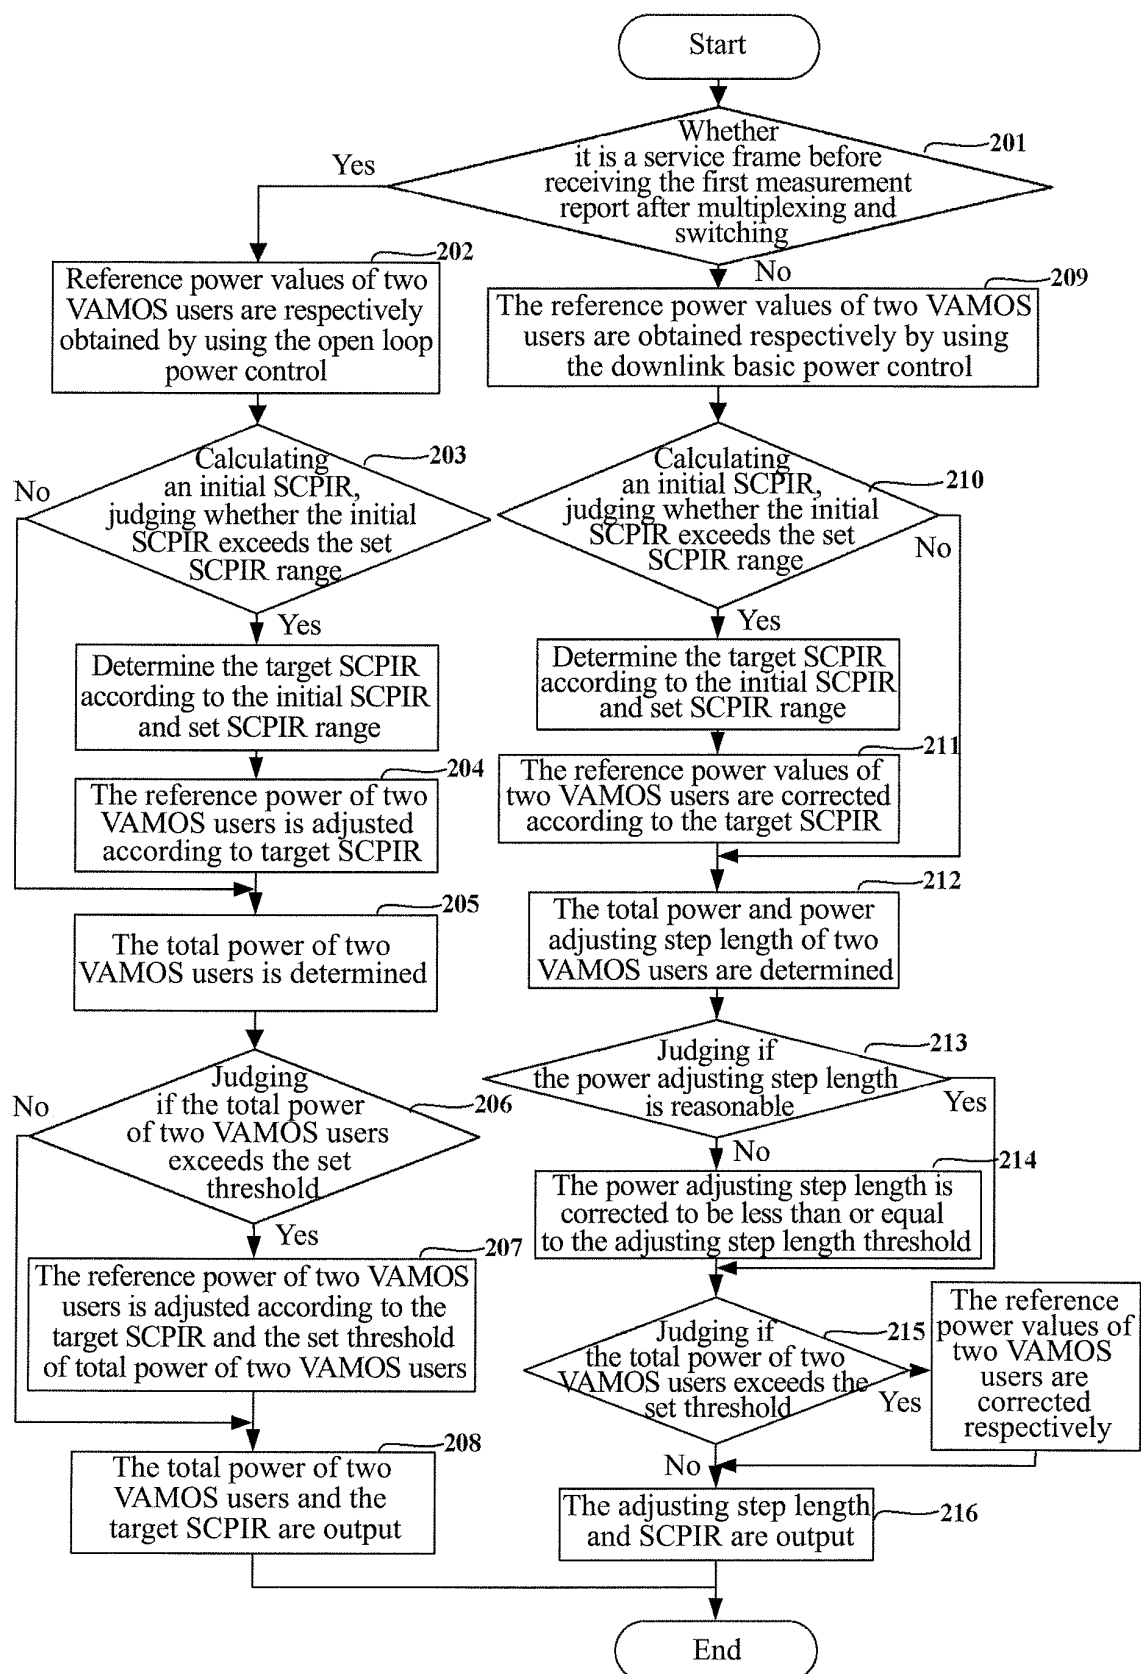 Start
Whether
it is a service frame before
receiving the first measurement
report after multiplexing and
switching
201
Yes
No
202
Reference power values of two
VAMOS users are respectively
obtained by using the open loop
power control
203
Calculating
an initial SCPIR,
judging whether the initial
SCPIR exceeds the set
SCPIR range
No
Yes
Determine the target SCPIR
according to the initial SCPIR
and set SCPIR range
204
The reference power of two
VAMOS users is adjusted
according to target SCPIR
205
The total power of two
VAMOS users is determined
206
Judging
if the total power
of two VAMOS users
exceeds the set
threshold
No
Yes
207
The reference power of two VAMOS
users is adjusted according to the
target SCPIR and the set threshold
of total power of two VAMOS users
208
The total power of two
VAMOS users and the
target SCPIR are output
209
The reference power values of two VAMOS
users are obtained respectively by using
the downlink basic power control
210
Calculating
an initial SCPIR,
judging whether the initial
SCPIR exceeds the set
SCPIR range
No
Yes
Determine the target SCPIR
according to the initial SCPIR
and set SCPIR range
211
The reference power values of
two VAMOS users are corrected
according to the target SCPIR
212
The total power and power
adjusting step length of two
VAMOS users are determined
213
Judging if
the power adjusting step length
is reasonable
Yes
No
214
The power adjusting step length is
corrected to be less than or equal
to the adjusting step length threshold
215
Judging if
the total power of two
VAMOS users exceeds the
set threshold
Yes
The reference
power values of
two VAMOS
users are
corrected
respectively
No
The adjusting step length
and SCPIR are output
216
End